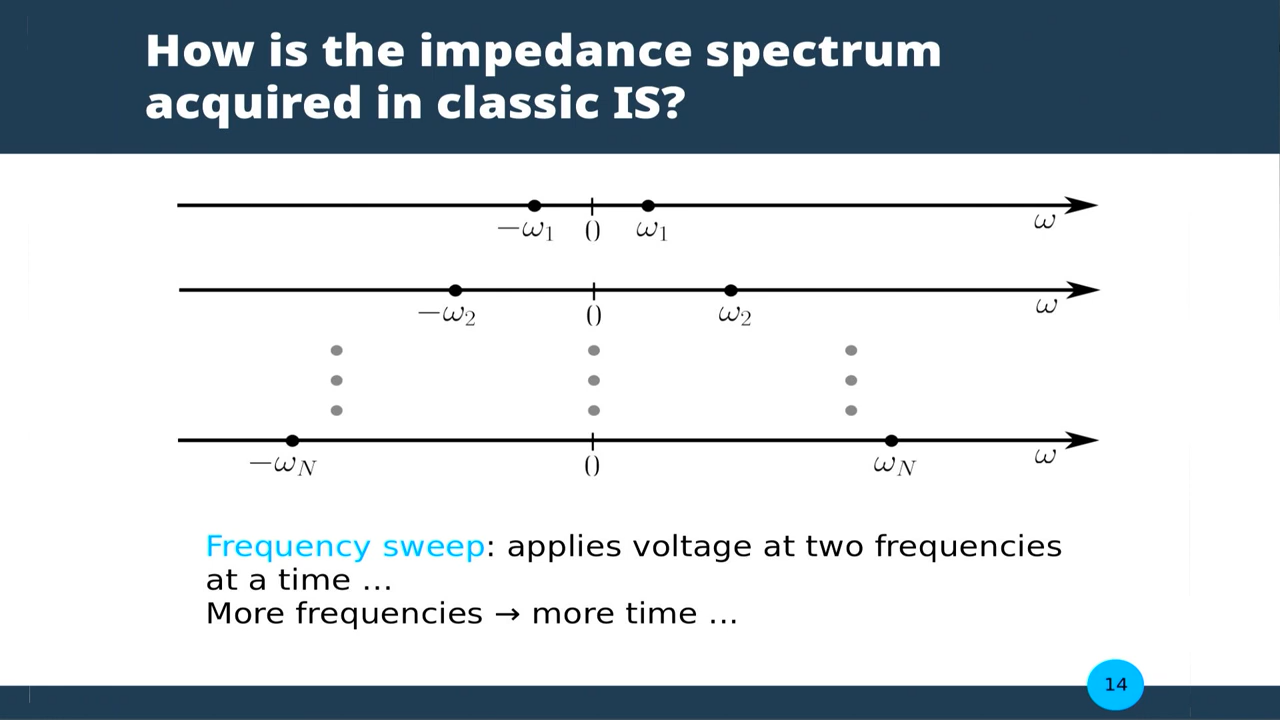 How is the impedance spectrum
acquired in classic IS?
−ω₁ 0 ω₁ ω
−ω₂ 0 ω₂ ω
−ω_N 0 ω_N ω
Frequency sweep: applies voltage at two frequencies
at a time ...
More frequencies → more time ...
14